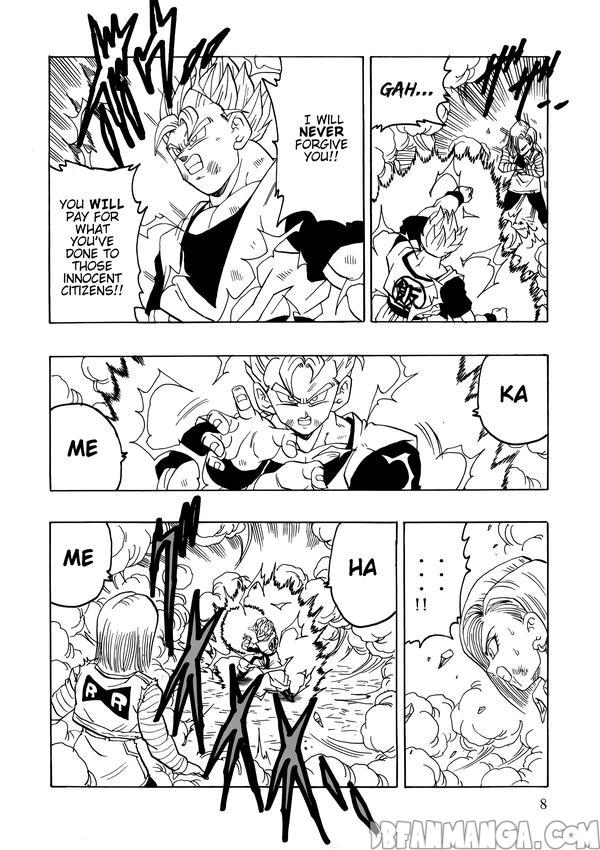 GAH...
飯
I WILL
NEVER
FORGIVE
YOU!!
YOU WILL
PAY FOR
WHAT
YOU'VE
DONE TO
THOSE
INNOCENT
CITIZENS!!
KA
ME
......
!!
HA
ME
RR
8
DBFANMANGA.COM